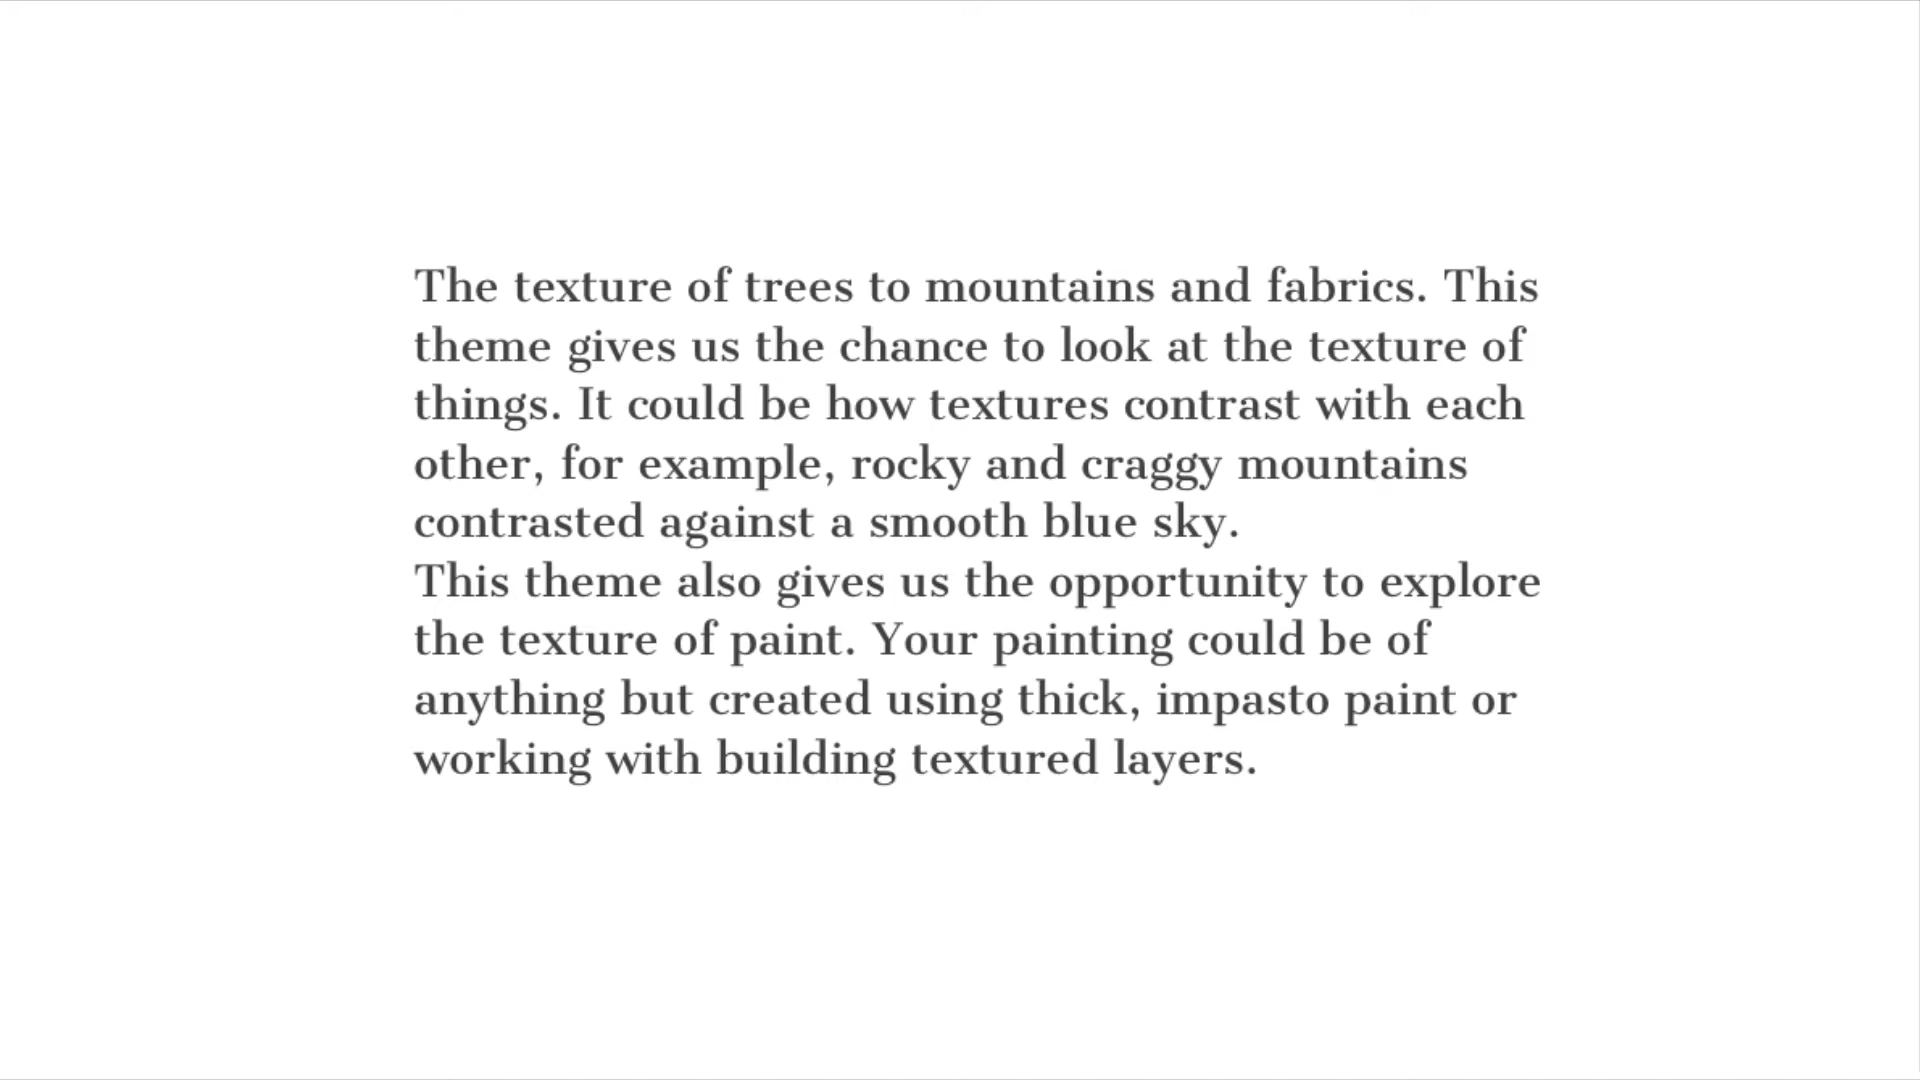 The texture of trees to mountains and fabrics. This
theme gives us the chance to look at the texture of
things. It could be how textures contrast with each
other, for example, rocky and craggy mountains
contrasted against a smooth blue sky.
This theme also gives us the opportunity to explore
the texture of paint. Your painting could be of
anything but created using thick, impasto paint or
working with building textured layers.